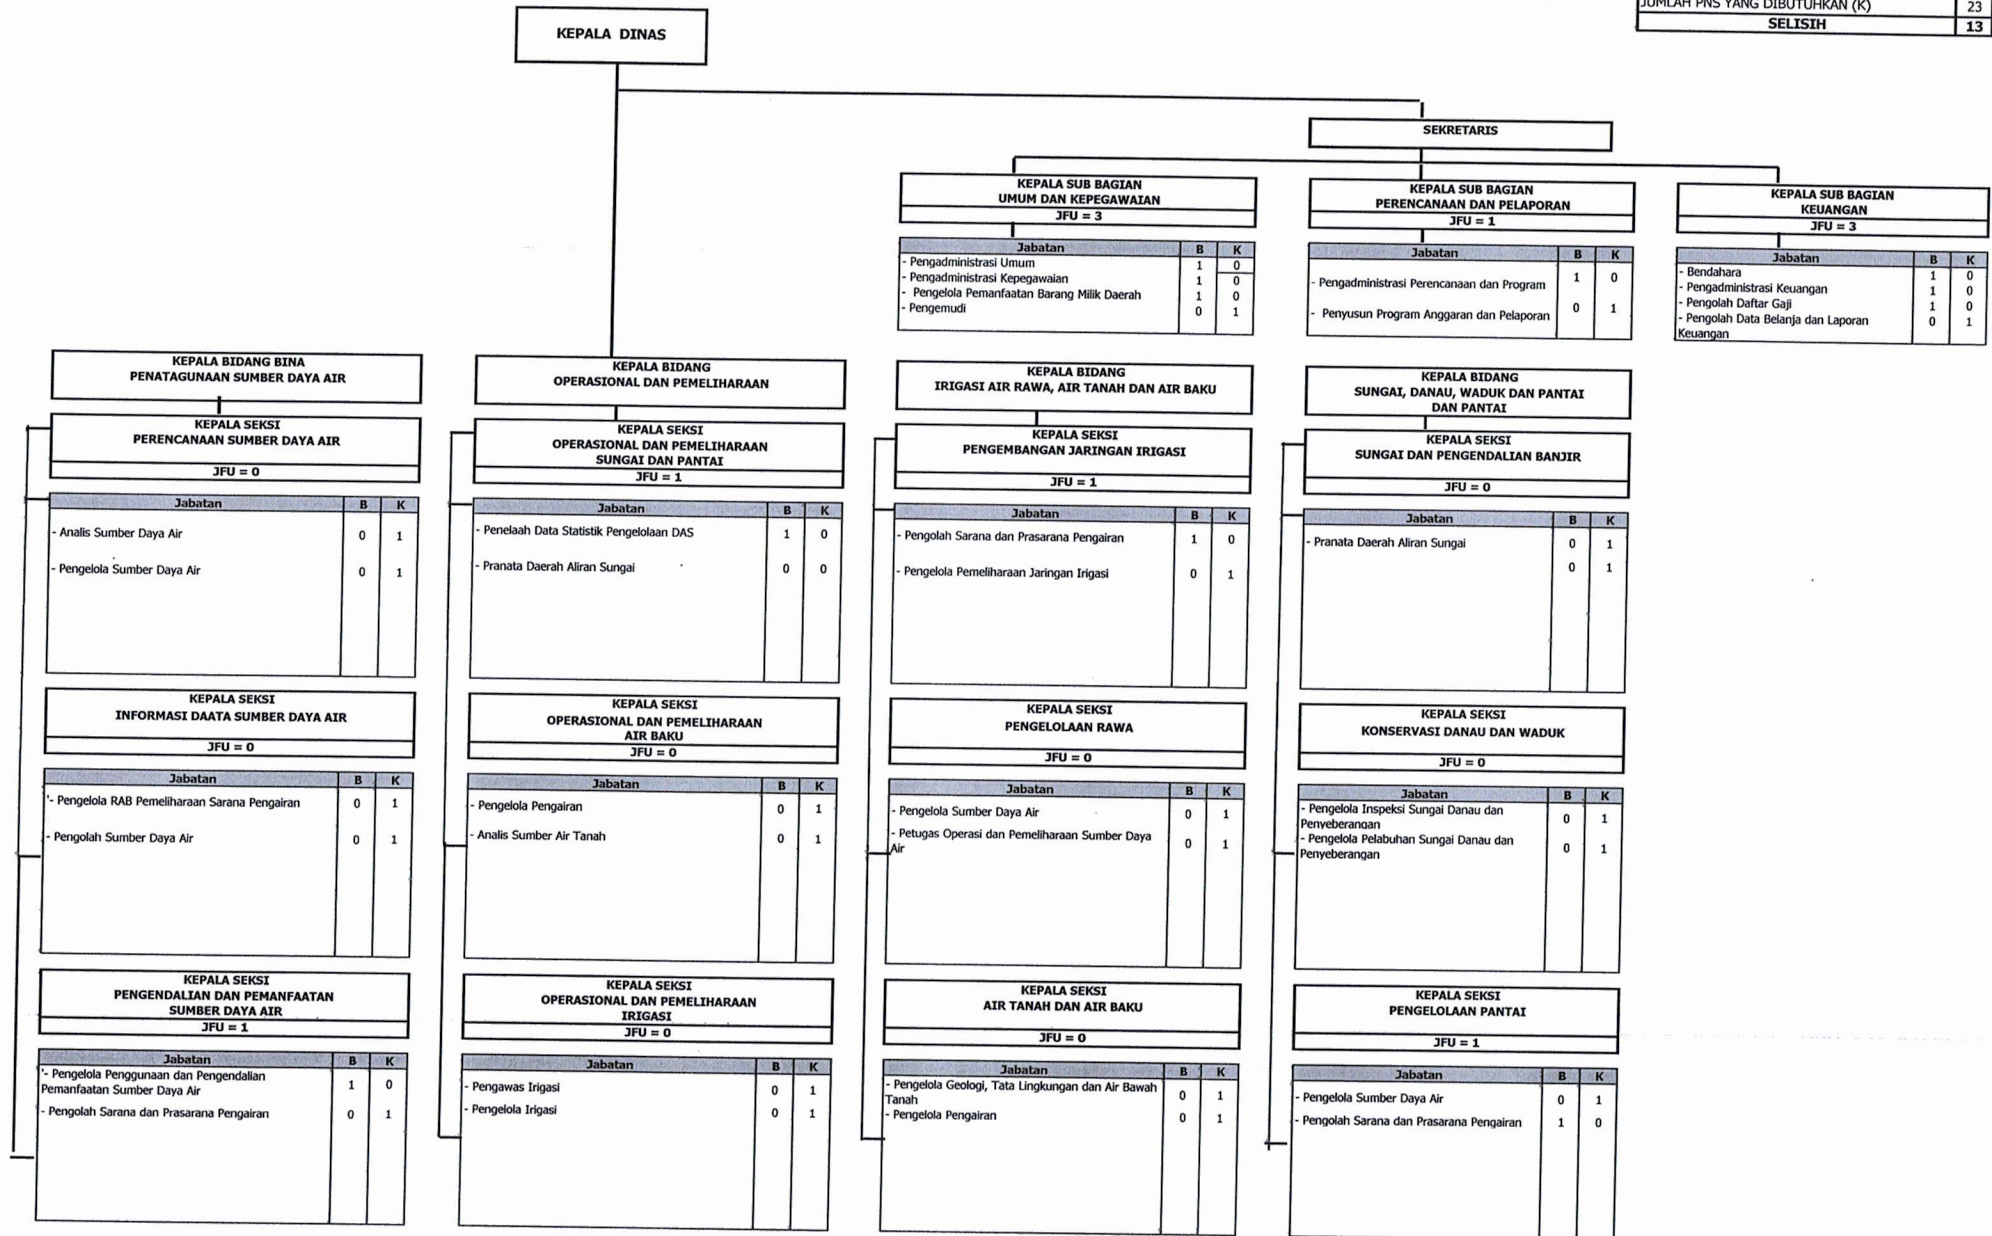 JUMLAH PNS YANG DIBUTUHKAN (K) 23
SELISIH 13
KEPALA DINAS
SEKRETARIS
KEPALA SUB BAGIAN
UMUM DAN KEPEGAWAIAN
JFU = 3
Jabatan B K
- Pengadministrasi Umum 1 0
- Pengadministrasi Kepegawaian 1 0
- Pengelola Pemanfaatan Barang Milik Daerah 1 0
- Pengemudi 0 1
KEPALA SUB BAGIAN
PERENCANAAN DAN PELAPORAN
JFU = 1
Jabatan B K
- Pengadministrasi Perencanaan dan Program 1 0
- Penyusun Program Anggaran dan Pelaporan 0 1
KEPALA SUB BAGIAN
KEUANGAN
JFU = 3
Jabatan B K
- Bendahara 1 0
- Pengadministrasi Keuangan 1 0
- Pengolah Daftar Gaji 1 0
- Pengolah Data Belanja dan Laporan 0 1
Keuangan
KEPALA BIDANG BINA
PENATAGUNAAN SUMBER DAYA AIR
KEPALA SEKSI
PERENCANAAN SUMBER DAYA AIR
JFU = 0
Jabatan B K
- Analis Sumber Daya Air 0 1
- Pengelola Sumber Daya Air 0 1
KEPALA SEKSI
INFORMASI DAATA SUMBER DAYA AIR
JFU = 0
Jabatan B K
'- Pengelola RAB Pemeliharaan Sarana Pengairan 0 1
- Pengolah Sumber Daya Air 0 1
KEPALA SEKSI
PENGENDALIAN DAN PEMANFAATAN
SUMBER DAYA AIR
JFU = 1
Jabatan B K
'- Pengelola Penggunaan dan Pengendalian 1 0
Pemanfaatan Sumber Daya Air
- Pengolah Sarana dan Prasarana Pengairan 0 1
KEPALA BIDANG
OPERASIONAL DAN PEMELIHARAAN
KEPALA SEKSI
OPERASIONAL DAN PEMELIHARAAN
SUNGAI DAN PANTAI
JFU = 1
Jabatan B K
- Penelaah Data Statistik Pengelolaan DAS 1 0
- Pranata Daerah Aliran Sungai 0 0
KEPALA SEKSI
OPERASIONAL DAN PEMELIHARAAN
AIR BAKU
JFU = 0
Jabatan B K
- Pengelola Pengairan 0 1
- Analis Sumber Air Tanah 0 1
KEPALA SEKSI
OPERASIONAL DAN PEMELIHARAAN
IRIGASI
JFU = 0
Jabatan B K
- Pengawas Irigasi 0 1
- Pengelola Irigasi 0 1
KEPALA BIDANG
IRIGASI AIR RAWA, AIR TANAH DAN AIR BAKU
KEPALA SEKSI
PENGEMBANGAN JARINGAN IRIGASI
JFU = 1
Jabatan B K
- Pengolah Sarana dan Prasarana Pengairan 1 0
- Pengelola Pemeliharaan Jaringan Irigasi 0 1
KEPALA SEKSI
PENGELOLAAN RAWA
JFU = 0
Jabatan B K
- Pengelola Sumber Daya Air 0 1
- Petugas Operasi dan Pemeliharaan Sumber Daya 0 1
Air
KEPALA SEKSI
AIR TANAH DAN AIR BAKU
JFU = 0
Jabatan B K
- Pengelola Geologi, Tata Lingkungan dan Air Bawah 0 1
Tanah
- Pengelola Pengairan 0 1
KEPALA BIDANG
SUNGAI, DANAU, WADUK DAN PANTAI
DAN PANTAI
KEPALA SEKSI
SUNGAI DAN PENGENDALIAN BANJIR
JFU = 0
Jabatan B K
- Pranata Daerah Aliran Sungai 0 1
0 1
KEPALA SEKSI
KONSERVASI DANAU DAN WADUK
JFU = 0
Jabatan B K
- Pengelola Inspeksi Sungai Danau dan 0 1
Penyeberangan
- Pengelola Pelabuhan Sungai Danau dan 0 1
Penyeberangan
KEPALA SEKSI
PENGELOLAAN PANTAI
JFU = 1
Jabatan B K
- Pengelola Sumber Daya Air 0 1
- Pengolah Sarana dan Prasarana Pengairan 1 0